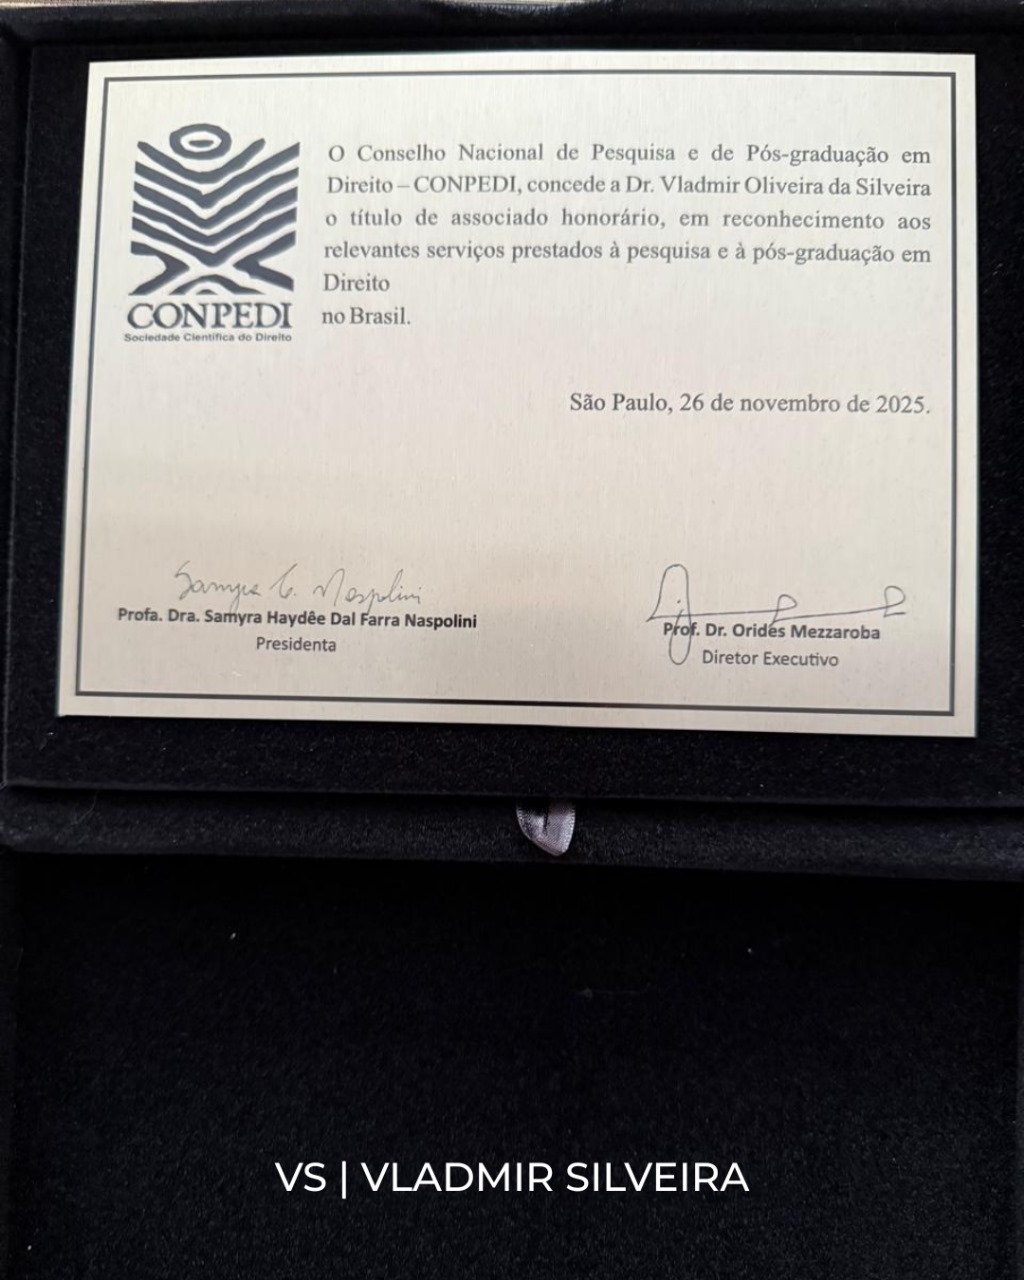 O Conselho Nacional de Pesquisa e de Pós-graduação em
Direito – CONPEDI, concede a Dr. Vladmir Oliveira da Silveira
o título de associado honorário, em reconhecimento aos
relevantes serviços prestados à pesquisa e à pós-graduação em
Direito
no Brasil.
CONPEDI
Sociedade Científica do Direito
São Paulo, 26 de novembro de 2025.
Samyra C. Naspolini
Profa. Dra. Samyra Haydêe Dal Farra Naspolini
Presidenta
Prof. Dr. Orides Mezzaroba
Diretor Executivo
VS | VLADMIR SILVEIRA